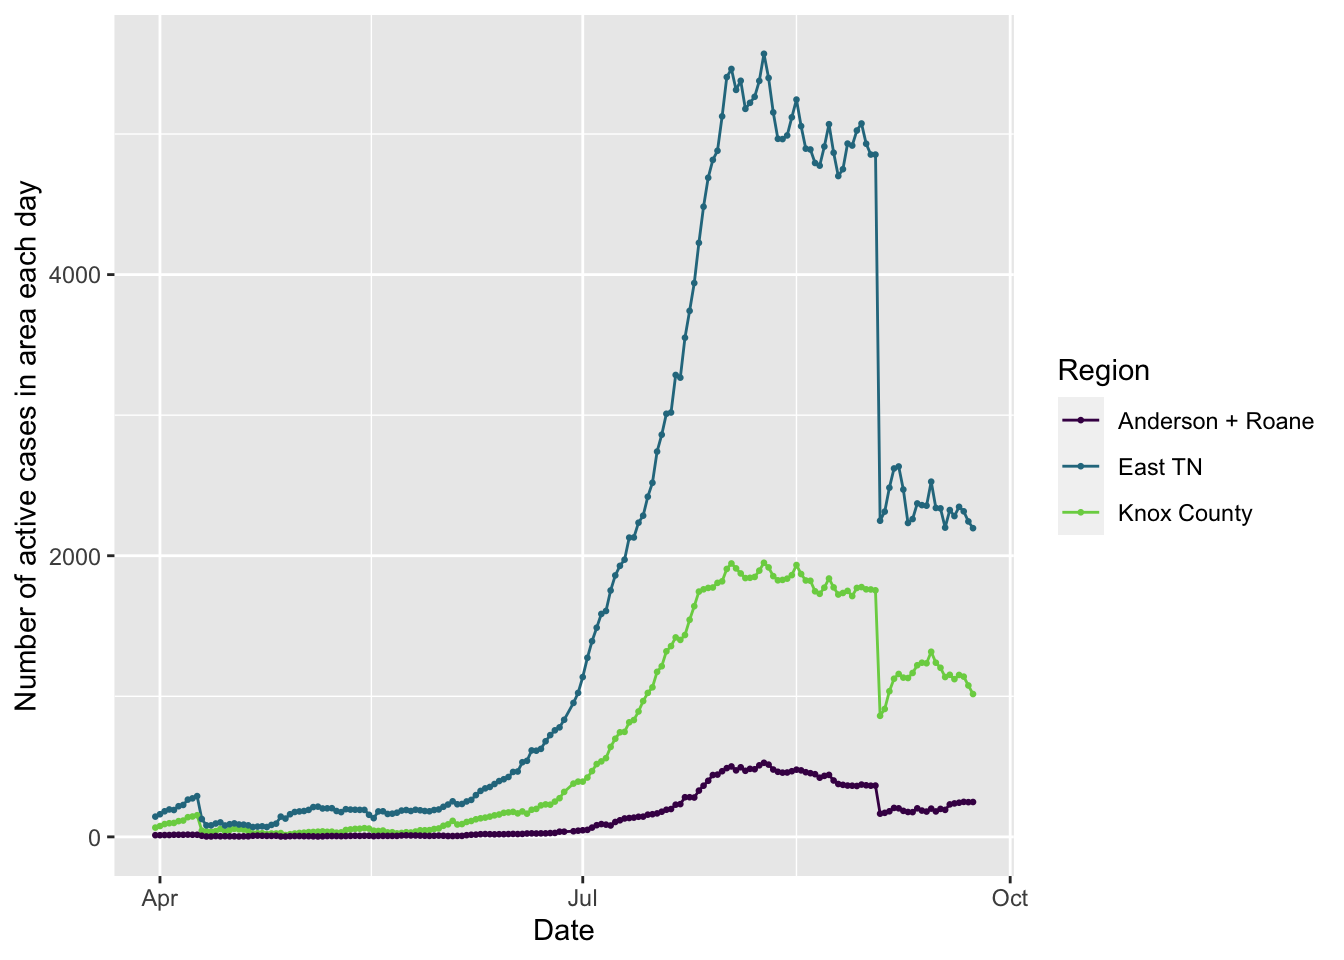 Number of active cases in area each day
4000
2000
0
Apr
Jul
Oct
Date
Region
Anderson + Roane
East TN
Knox County